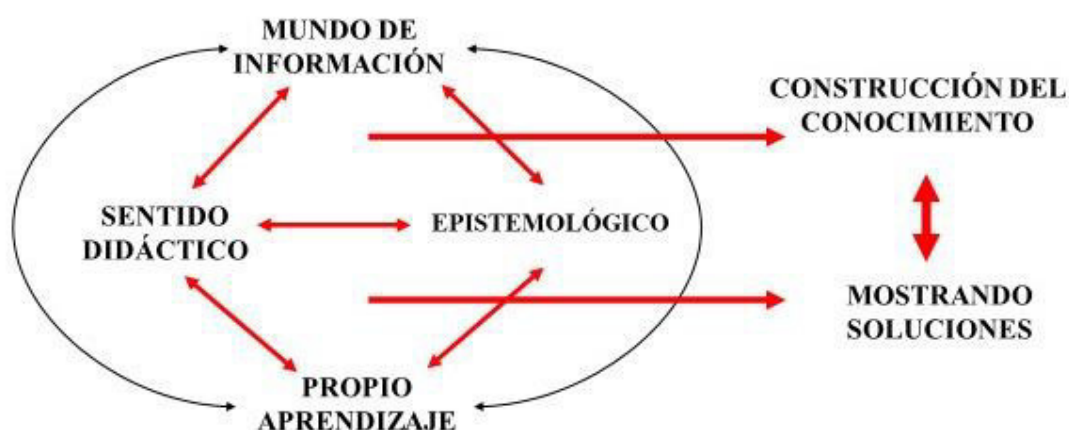 MUNDO DE
INFORMACIÓN
CONSTRUCCIÓN DEL
CONOCIMIENTO
SENTIDO
DIDÁCTICO
EPISTEMOLÓGICO
MOSTRANDO
SOLUCIONES
PROPIO
APRENDIZAJE